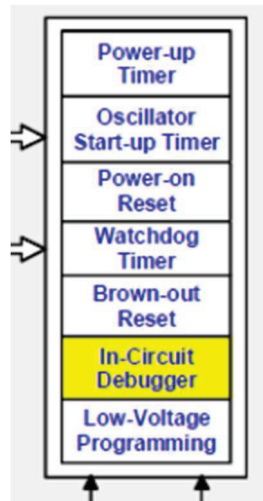 Power-up
Timer
Oscillator
Start-up Timer
Power-on
Reset
Watchdog
Timer
Brown-out
Reset
In-Circuit
Debugger
Low-Voltage
Programming